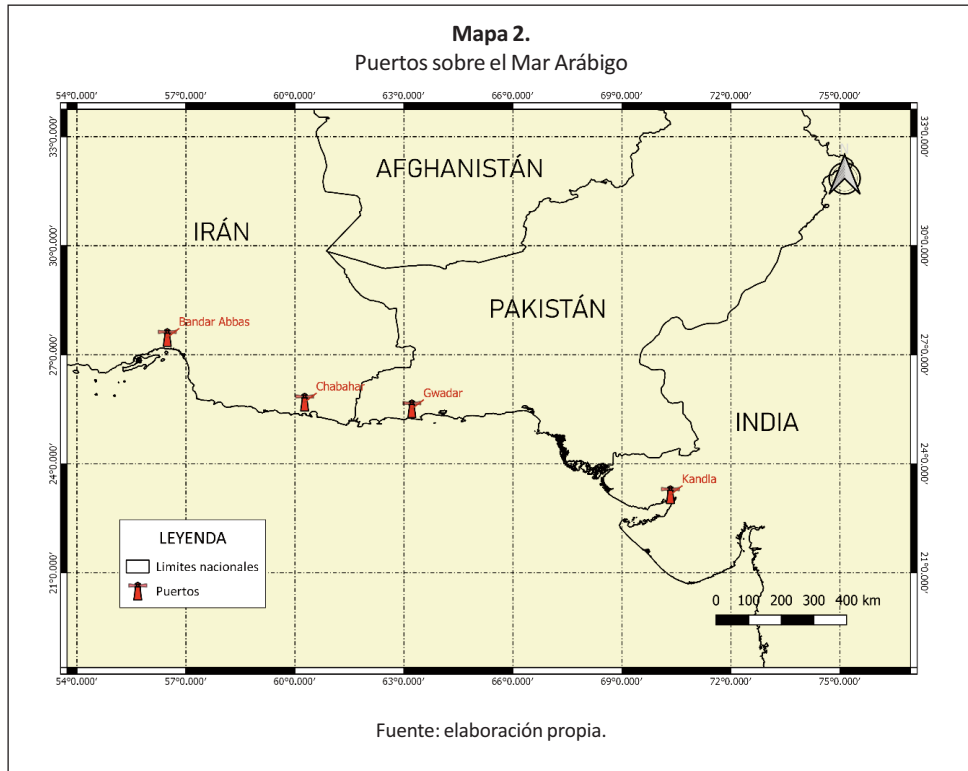 Mapa 2.
Puertos sobre el Mar Arábigo
54°0.000' 57°0.000' 60°0.000' 63°0.000' 66°0.000' 69°0.000' 72°0.000' 75°0.000'
33°0.000' 33°0.000'
AFGHANISTÁN
N
IRÁN
30°0.000' 30°0.000'
PAKISTÁN
Bandar Abbas
27°0.000' 27°0.000'
Chabahar
Gwadar
INDIA
24°0.000' 24°0.000'
Kandla
LEYENDA
Limites nacionales
Puertos
21°0.000' 21°0.000'
0 100 200 300 400 km
54°0.000' 57°0.000' 60°0.000' 63°0.000' 66°0.000' 69°0.000' 72°0.000' 75°0.000'
Fuente: elaboración propia.